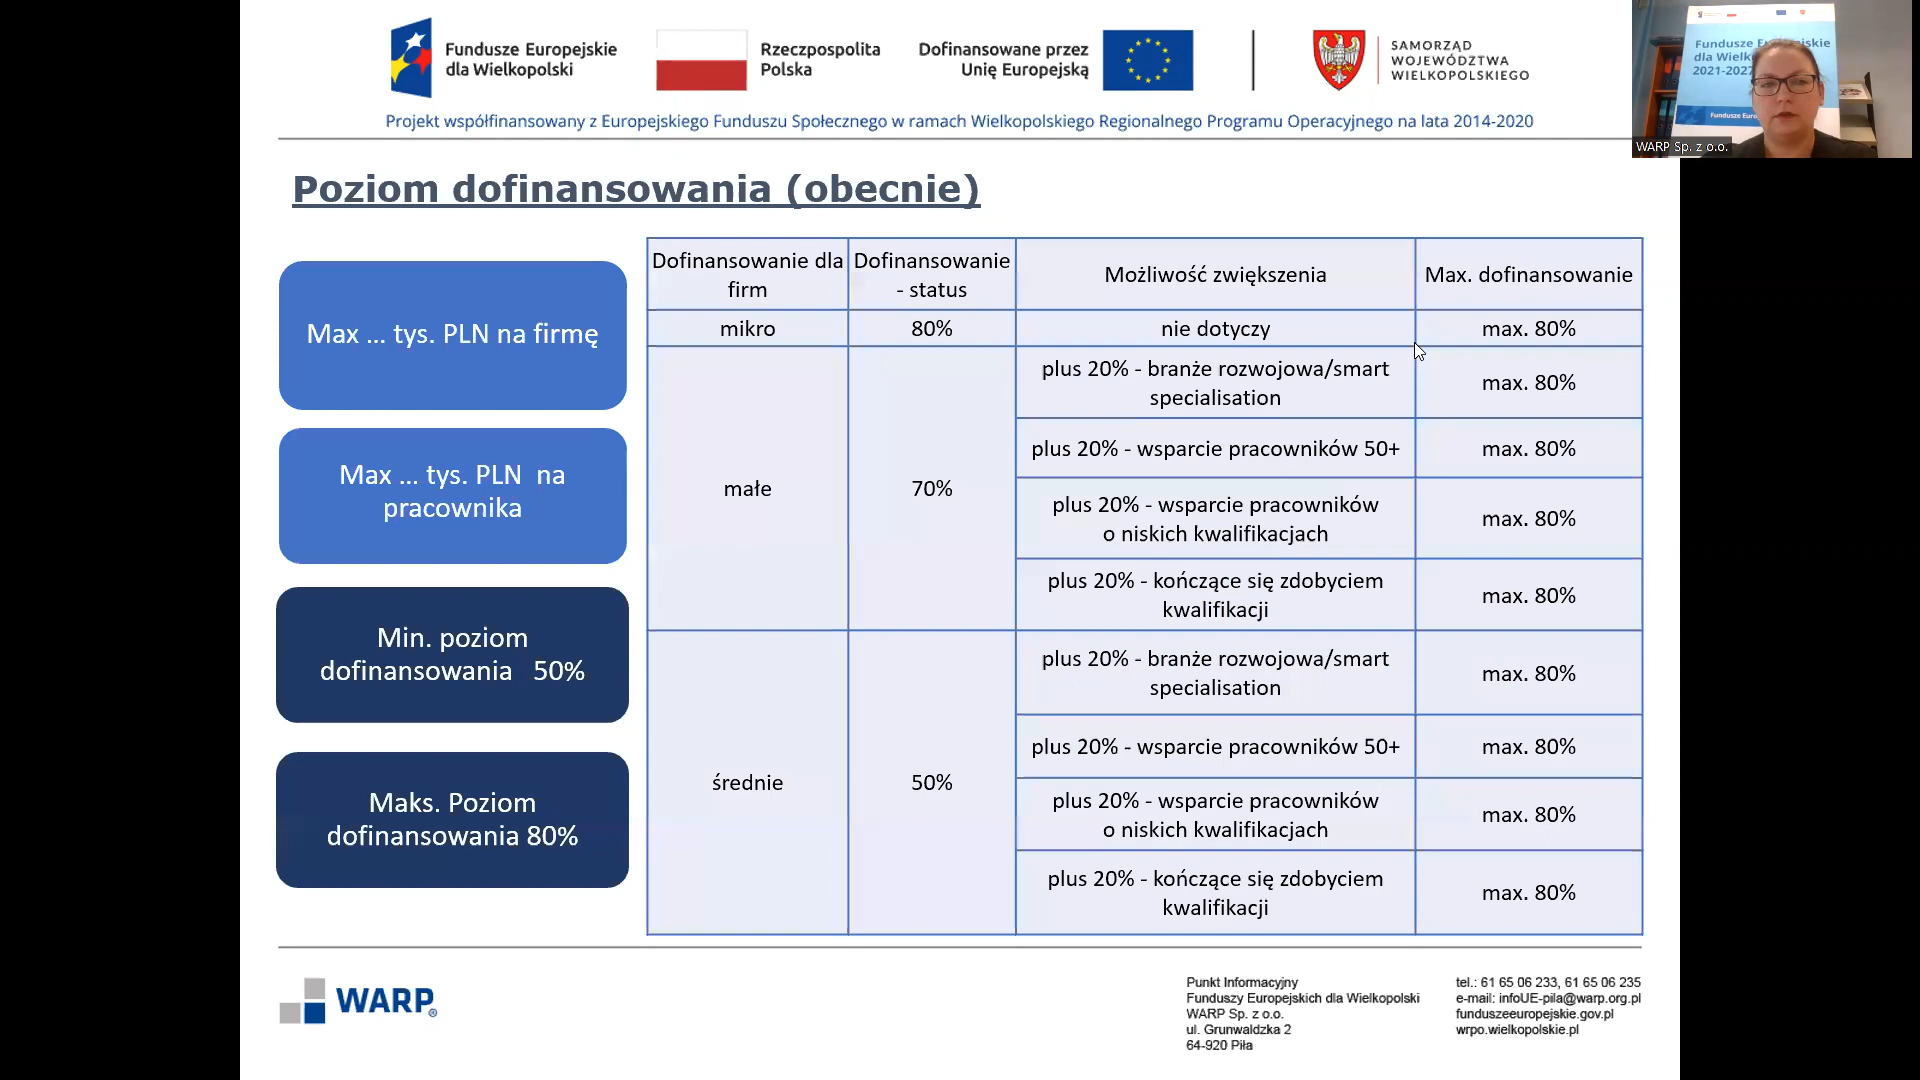 Fundusze Europejskie
dla Wielkopolski
Rzeczpospolita
Polska
Dofinansowane przez
Unię Europejską
SAMORZĄD
WOJEWÓDZTWA
WIELKOPOLSKIEGO
Projekt współfinansowany z Europejskiego Funduszu Społecznego w ramach Wielkopolskiego Regionalnego Programu Operacyjnego na lata 2014-2020
Fundusze Europejskie
dla Wielk
2021-2027
Fundusze Euro
WARP Sp. z o.o.
Poziom dofinansowania (obecnie)
Max ... tys. PLN na firmę
Max ... tys. PLN na
pracownika
Min. poziom
dofinansowania 50%
Maks. Poziom
dofinansowania 80%
Dofinansowanie dla
firm
Dofinansowanie
- status
Możliwość zwiększenia
Max. dofinansowanie
mikro
80%
nie dotyczy
max. 80%
małe
70%
plus 20% - branże rozwojowa/smart
specialisation
max. 80%
plus 20% - wsparcie pracowników 50+
max. 80%
plus 20% - wsparcie pracowników
o niskich kwalifikacjach
max. 80%
plus 20% - kończące się zdobyciem
kwalifikacji
max. 80%
średnie
50%
plus 20% - branże rozwojowa/smart
specialisation
max. 80%
plus 20% - wsparcie pracowników 50+
max. 80%
plus 20% - wsparcie pracowników
o niskich kwalifikacjach
max. 80%
plus 20% - kończące się zdobyciem
kwalifikacji
max. 80%
WARP®
Punkt Informacyjny
Funduszy Europejskich dla Wielkopolski
WARP Sp. z o.o.
ul. Grunwaldzka 2
64-920 Piła
tel.: 61 65 06 233, 61 65 06 235
e-mail: infoUE-pila@warp.org.pl
funduszeeuropejskie.gov.pl
wrpo.wielkopolskie.pl